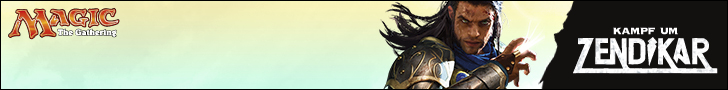 MAGIC
The Gathering
KAMPF UM
ZENDIKAR